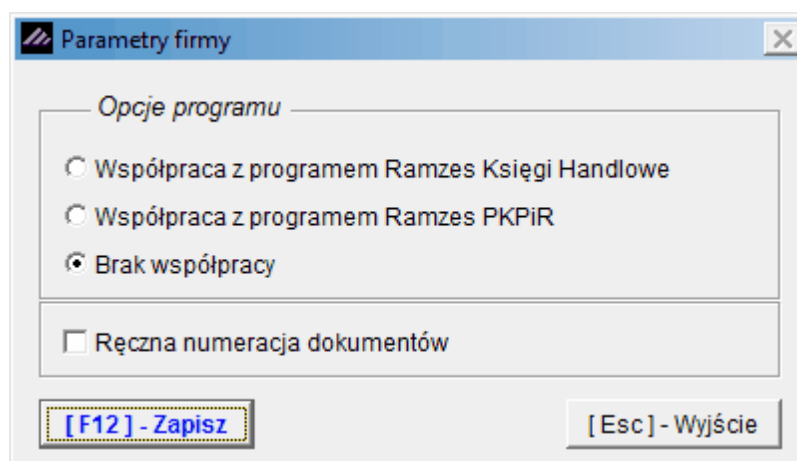 Parametry firmy
Opcje programu
Współpraca z programem Ramzes Księgi Handlowe
Współpraca z programem Ramzes PKPiR
Brak współpracy
Ręczna numeracja dokumentów
[ F12 ] - Zapisz
[ Esc ] - Wyjście